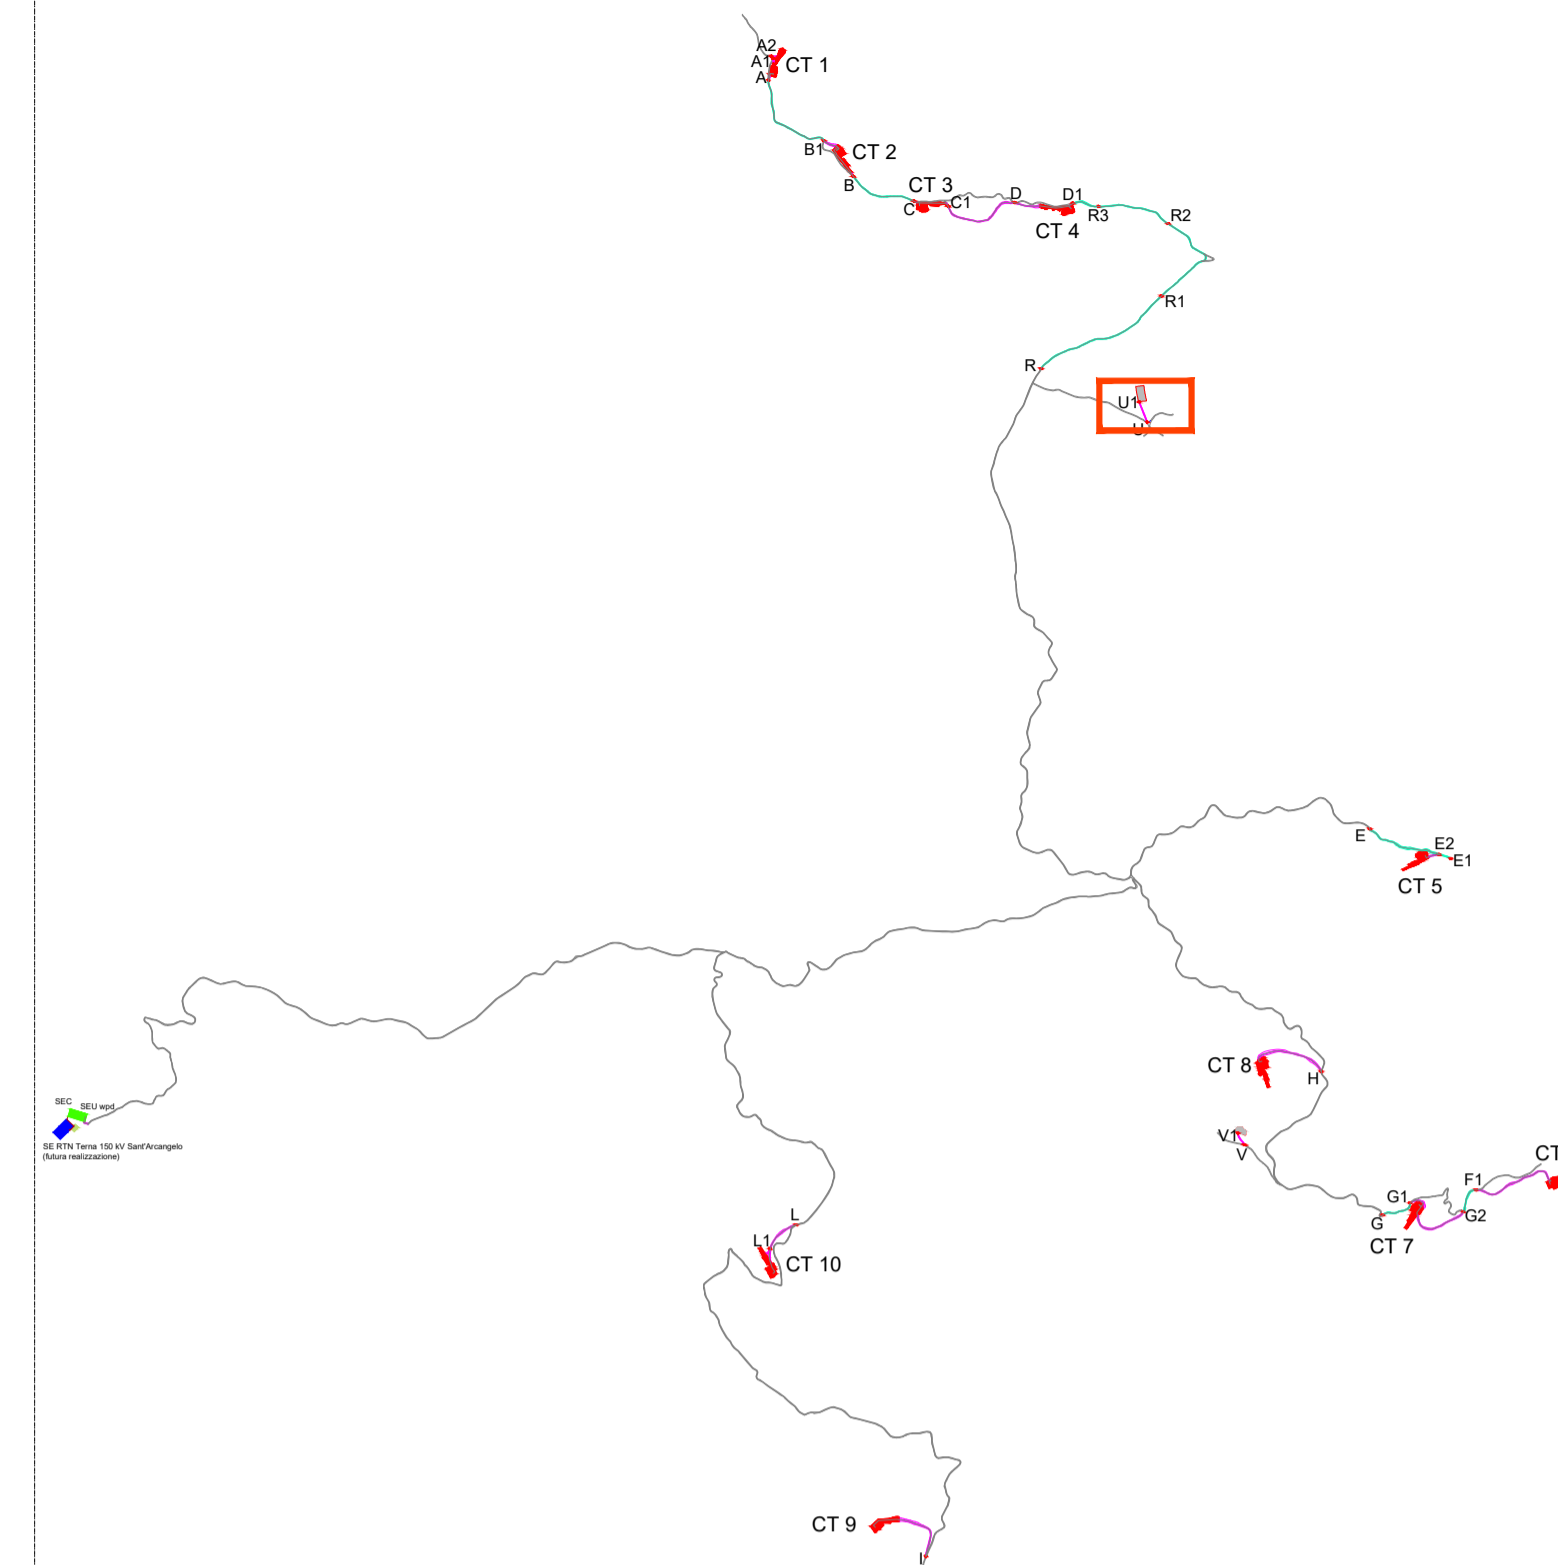 A2
A1
CT 1
A
B1
CT 2
B
CT 3
C
C1
D
D1
R3
R2
CT 4
R1
R
U1
U
E
E2
E1
CT 5
CT 8
H
SEC
SEU wpd
SE RTN Terna 150 kV Sant'Arcangelo
(futura realizzazione)
V1
V
CT
F1
G1
G
G2
CT 7
L
L1
CT 10
CT 9
I